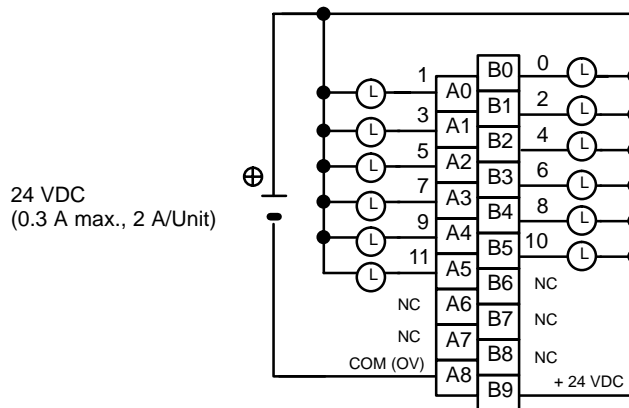 24 VDC
(0.3 A max., 2 A/Unit)
B0 0 L
L 1 A0
B1 2 L
L 3 A1
B2 4 L
L 5 A2
B3 6 L
L 7 A3
B4 8 L
L 9 A4
B5 10 L
L 11 A5
B6 NC
NC A6
B7 NC
NC A7
B8 NC
COM (OV) A8
B9 + 24 VDC